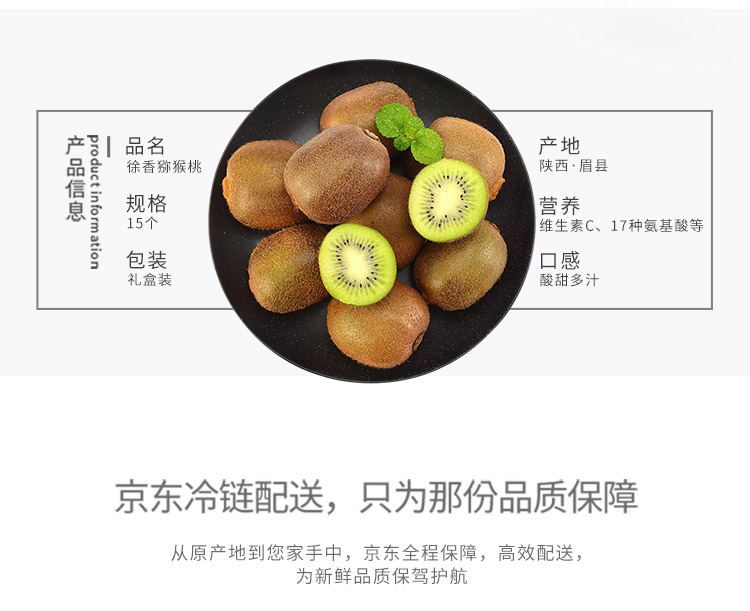 产品信息
product information
品名
徐香猕猴桃
规格
15个
包装
礼盒装
产地
陕西·眉县
营养
维生素C、17种氨基酸等
口感
酸甜多汁
京东冷链配送，只为那份品质保障
从原产地到您家手中，京东全程保障，高效配送，
为新鲜品质保驾护航